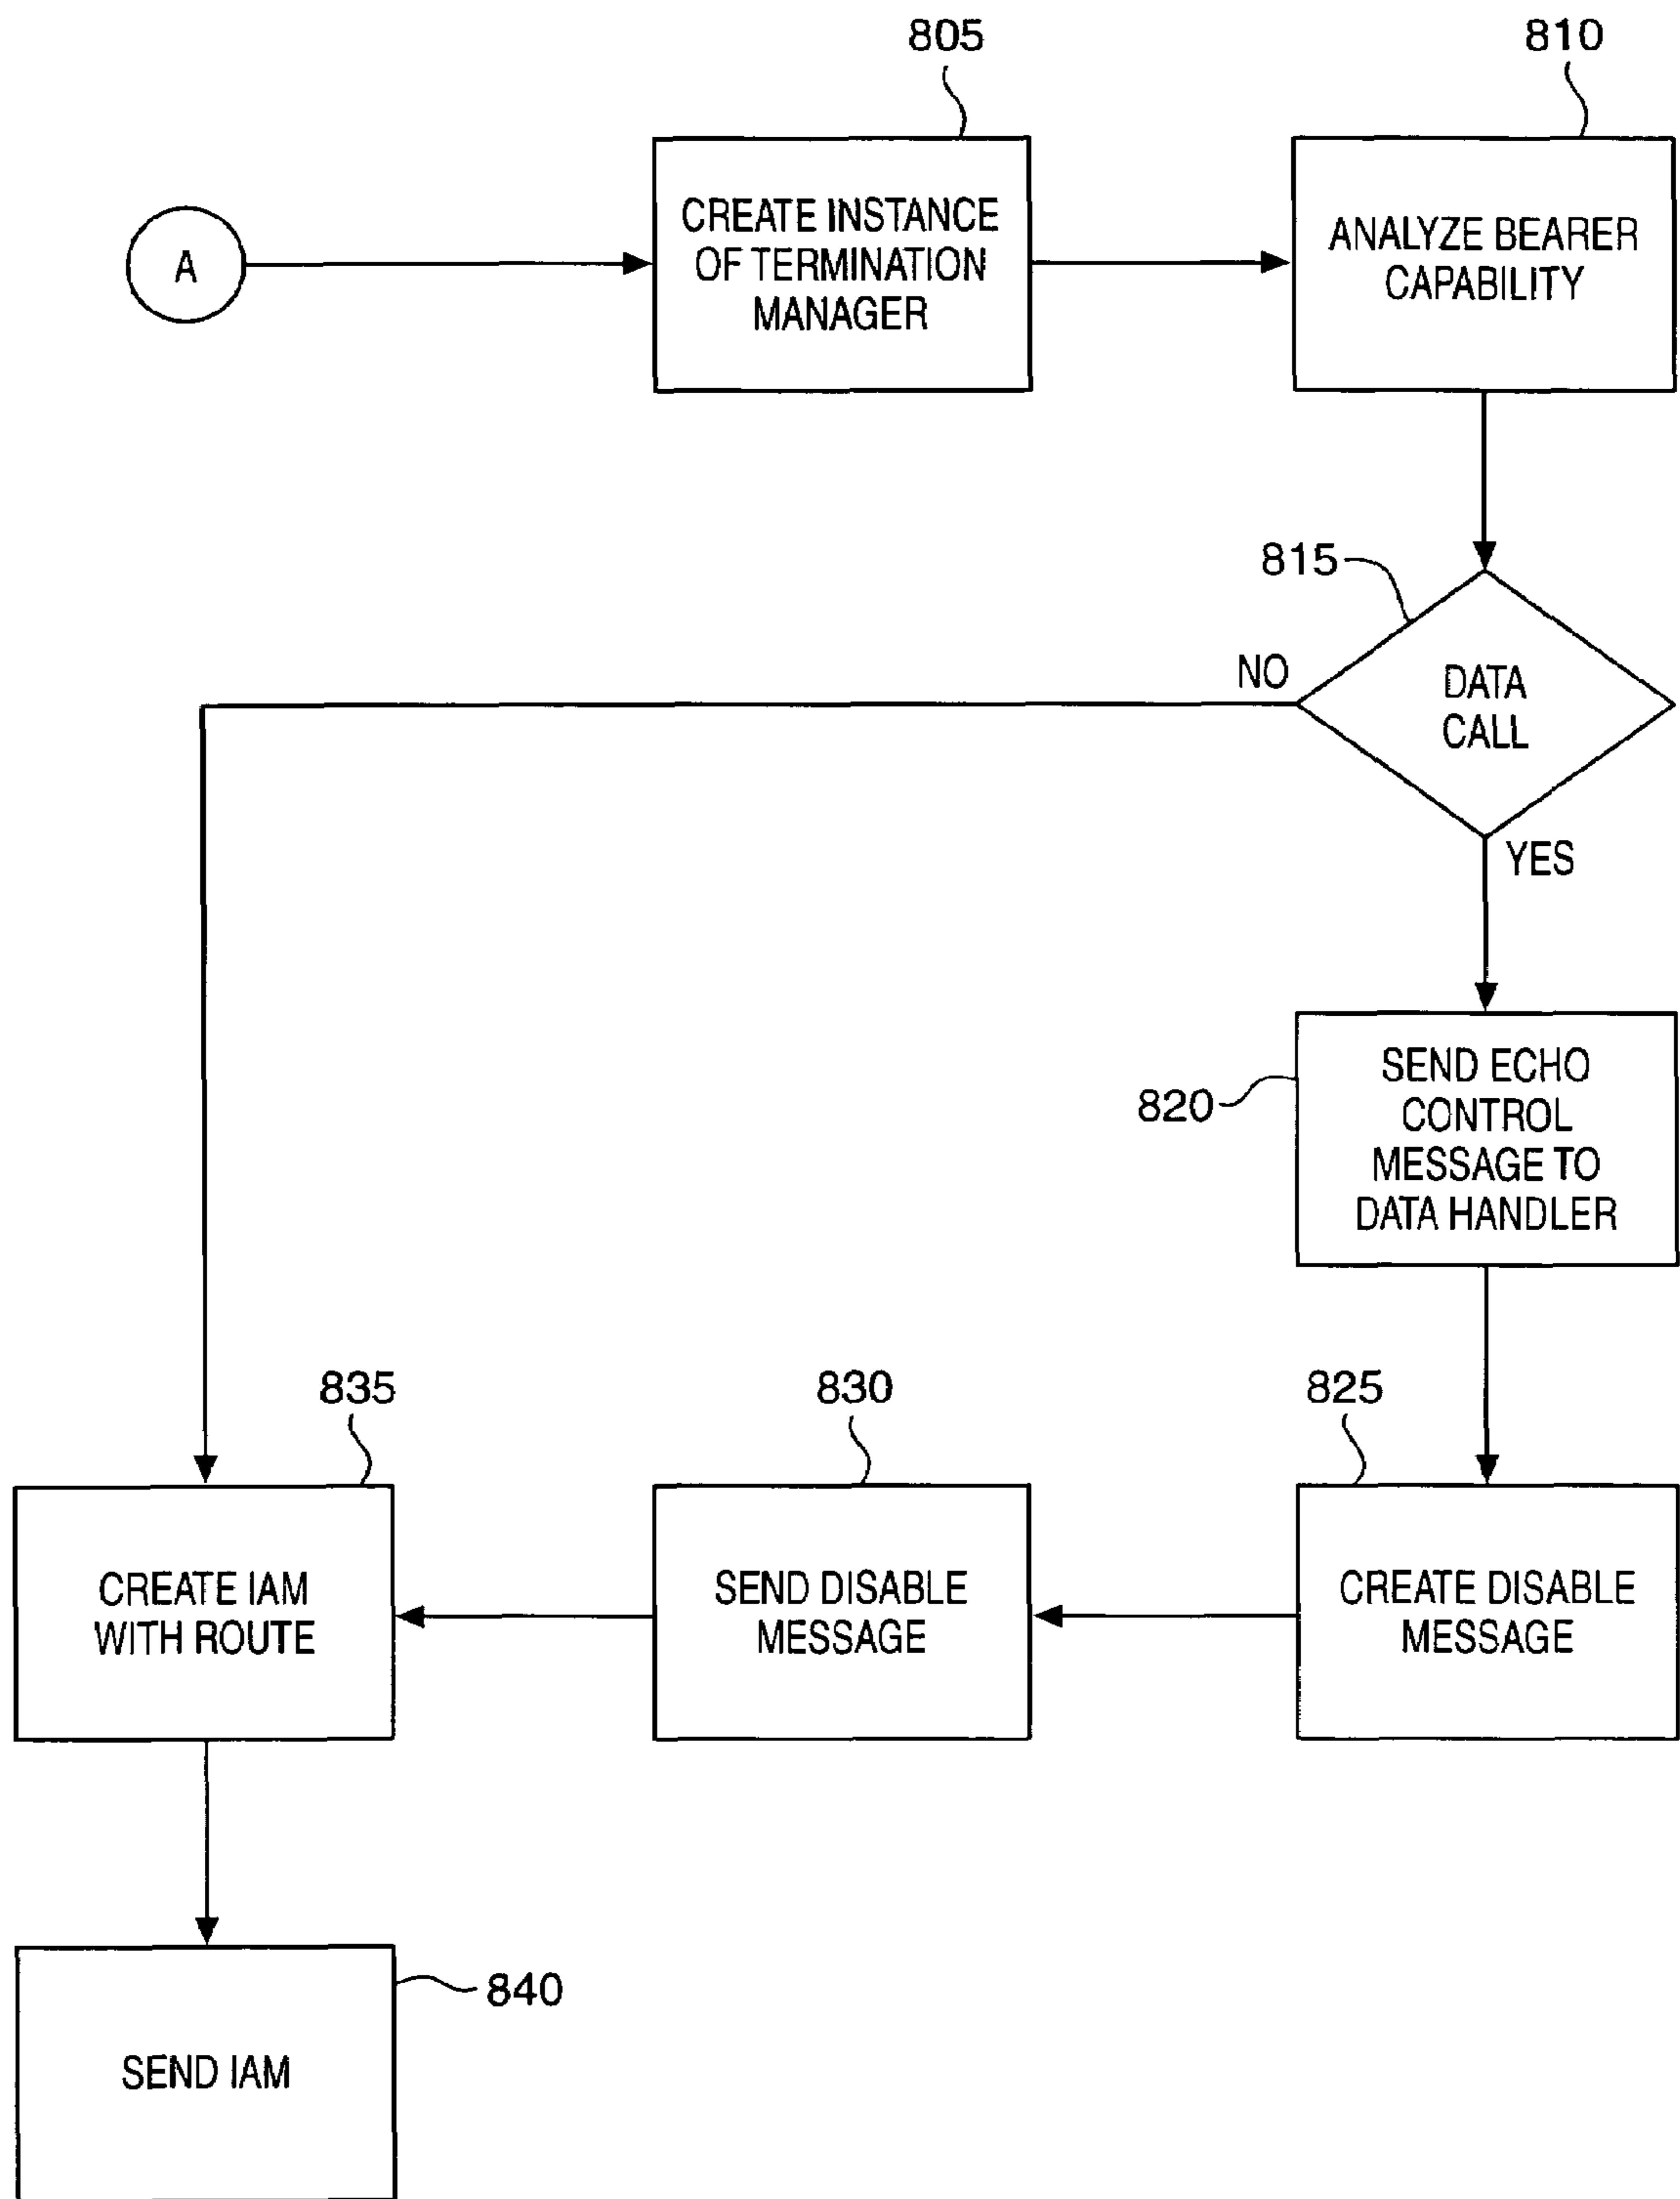 805
810
A
CREATE INSTANCE
OF TERMINATION
MANAGER
ANALYZE BEARER
CAPABILITY
815
NO
DATA
CALL
YES
820
SEND ECHO
CONTROL
MESSAGE TO
DATA HANDLER
835
830
825
CREATE IAM
WITH ROUTE
SEND DISABLE
MESSAGE
CREATE DISABLE
MESSAGE
840
SEND IAM